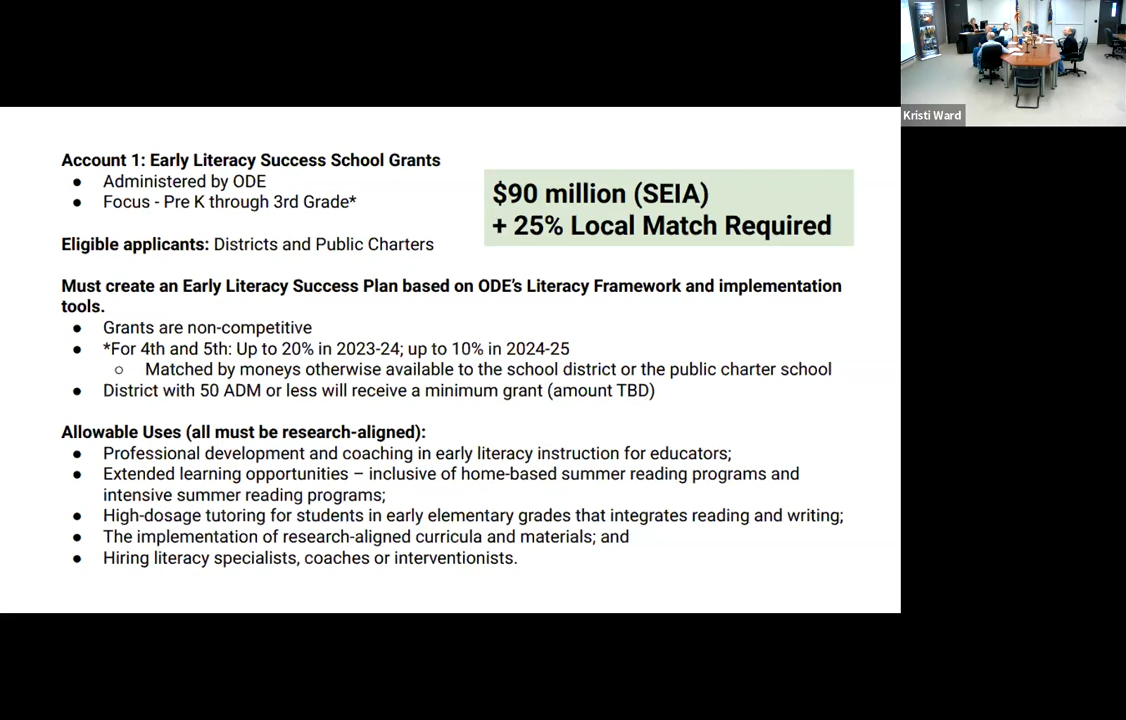 Account 1: Early Literacy Success School Grants
● Administered by ODE
● Focus - Pre K through 3rd Grade*
$90 million (SEIA)
+ 25% Local Match Required
Eligible applicants: Districts and Public Charters
Must create an Early Literacy Success Plan based on ODE's Literacy Framework and implementation
tools.
● Grants are non-competitive
● *For 4th and 5th: Up to 20% in 2023-24; up to 10% in 2024-25
○ Matched by moneys otherwise available to the school district or the public charter school
● District with 50 ADM or less will receive a minimum grant (amount TBD)
Allowable Uses (all must be research-aligned):
● Professional development and coaching in early literacy instruction for educators;
● Extended learning opportunities – inclusive of home-based summer reading programs and
intensive summer reading programs;
● High-dosage tutoring for students in early elementary grades that integrates reading and writing;
● The implementation of research-aligned curricula and materials; and
● Hiring literacy specialists, coaches or interventionists.
Kristi Ward